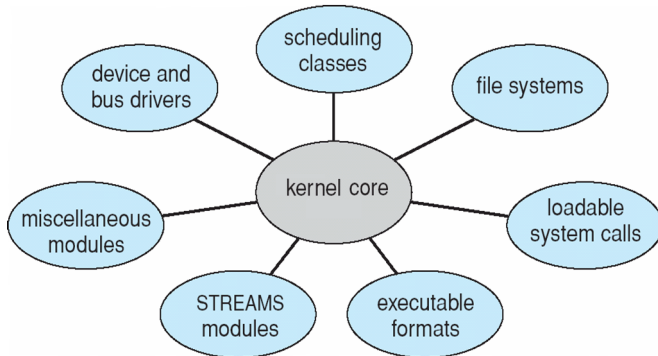 scheduling
classes
device and
bus drivers
file systems
kernel core
miscellaneous
modules
loadable
system calls
STREAMS
modules
executable
formats